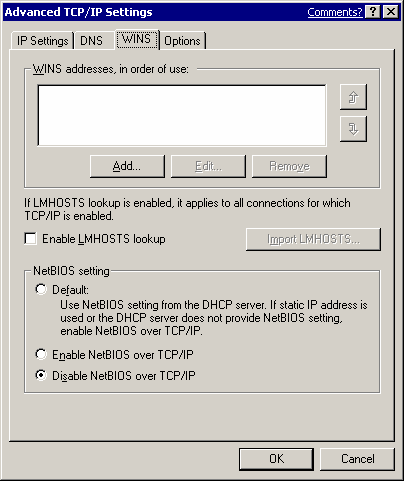 Advanced TCP/IP Settings Comments?
IP Settings DNS WINS Options
WINS addresses, in order of use:
Add... Edit... Remove
If LMHOSTS lookup is enabled, it applies to all connections for which
TCP/IP is enabled.
Enable LMHOSTS lookup Import LMHOSTS...
NetBIOS setting
Default:
Use NetBIOS setting from the DHCP server. If static IP address is
used or the DHCP server does not provide NetBIOS setting,
enable NetBIOS over TCP/IP.
Enable NetBIOS over TCP/IP
Disable NetBIOS over TCP/IP
OK Cancel